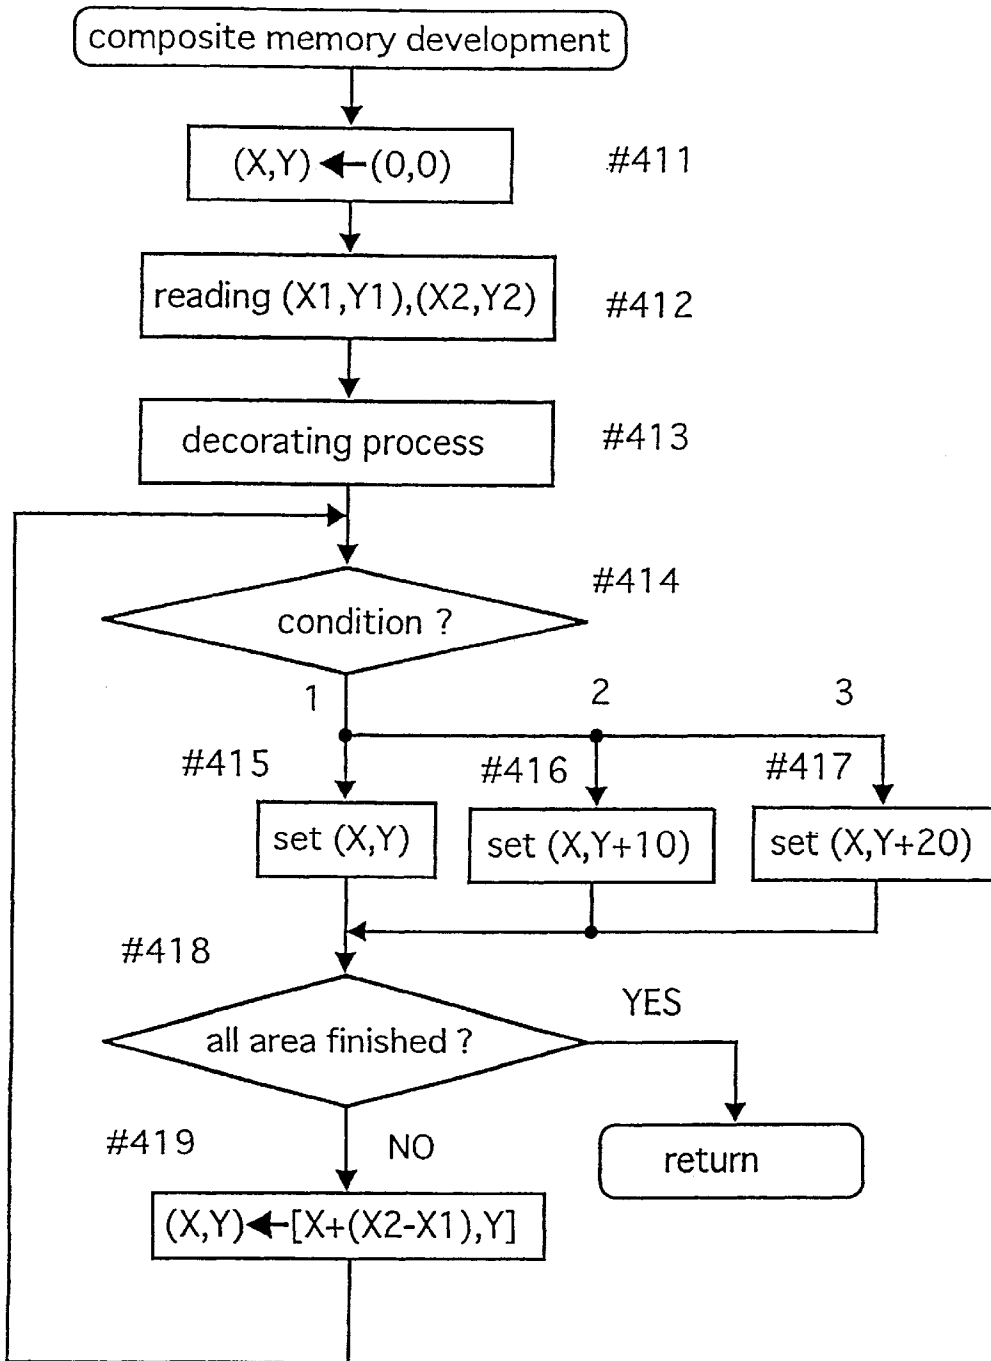 composite memory development
(X,Y)←(0,0)
#411
reading (X1,Y1),(X2,Y2)
#412
decorating process
#413
#414
condition ?
1
2
3
#415
#416
#417
set (X,Y)
set (X,Y+10)
set (X,Y+20)
#418
YES
all area finished ?
#419
NO
return
(X,Y)←[X+(X2-X1),Y]